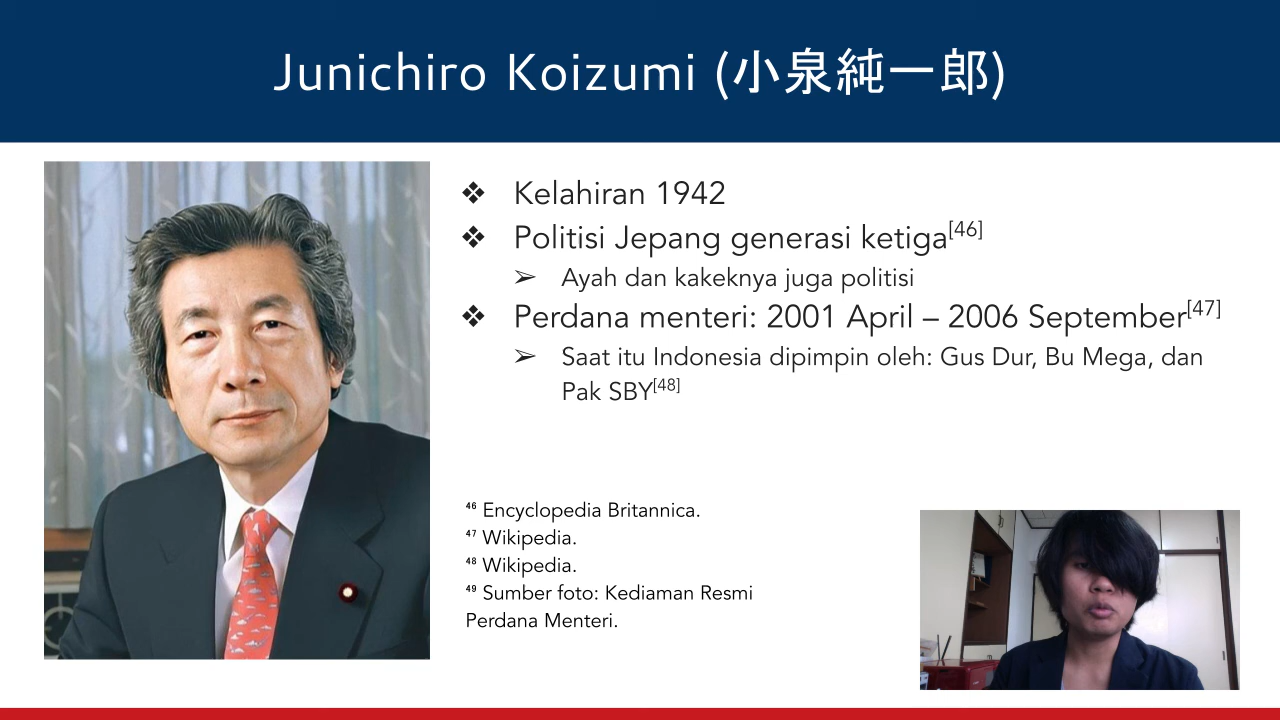 Junichiro Koizumi (小泉純一郎)
❖ Kelahiran 1942
❖ Politisi Jepang generasi ketiga[46]
➢ Ayah dan kakeknya juga politisi
❖ Perdana menteri: 2001 April – 2006 September[47]
➢ Saat itu Indonesia dipimpin oleh: Gus Dur, Bu Mega, dan
Pak SBY[48]
46 Encyclopedia Britannica.
47 Wikipedia.
48 Wikipedia.
49 Sumber foto: Kediaman Resmi
Perdana Menteri.